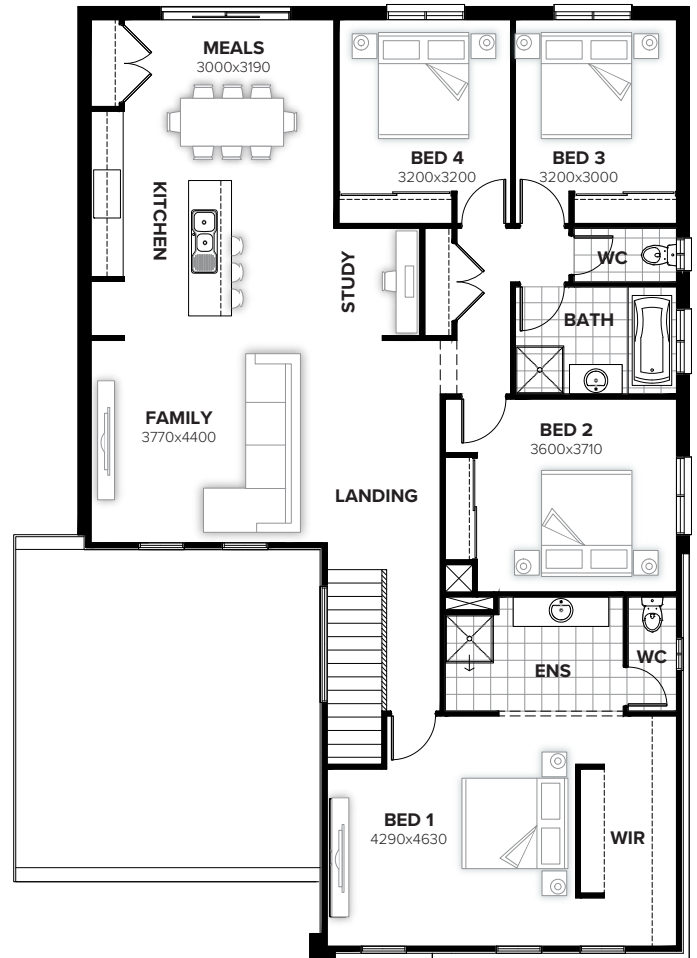 MEALS
3000x3190
BED 4
3200x3200
BED 3
3200x3000
KITCHEN
STUDY
WC
BATH
FAMILY
3770x4400
BED 2
3600x3710
LANDING
ENS
WC
BED 1
4290x4630
WIR